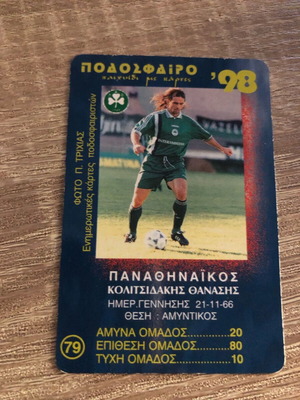 ΠΟΔΟΣΦΑΙΡΟ '98
παιχνίδι με κάρτες
ΦΩΤΟ Π. ΤΡΙΧΙΑΣ
Ενημερωτικές κάρτες ποδοσφαιριστών
ΠΑΝΑΘΗΝΑΪΚΟΣ
ΚΟΛΙΤΣΙΔΑΚΗΣ ΘΑΝΑΣΗΣ
ΗΜΕΡ.ΓΕΝΝΗΣΗΣ 21-11-66
ΘΕΣΗ : ΑΜΥΝΤΙΚΟΣ
ΑΜΥΝΑ ΟΜΑΔΟΣ.........20
ΕΠΙΘΕΣΗ ΟΜΑΔΟΣ......80
ΤΥΧΗ ΟΜΑΔΟΣ...........10
79